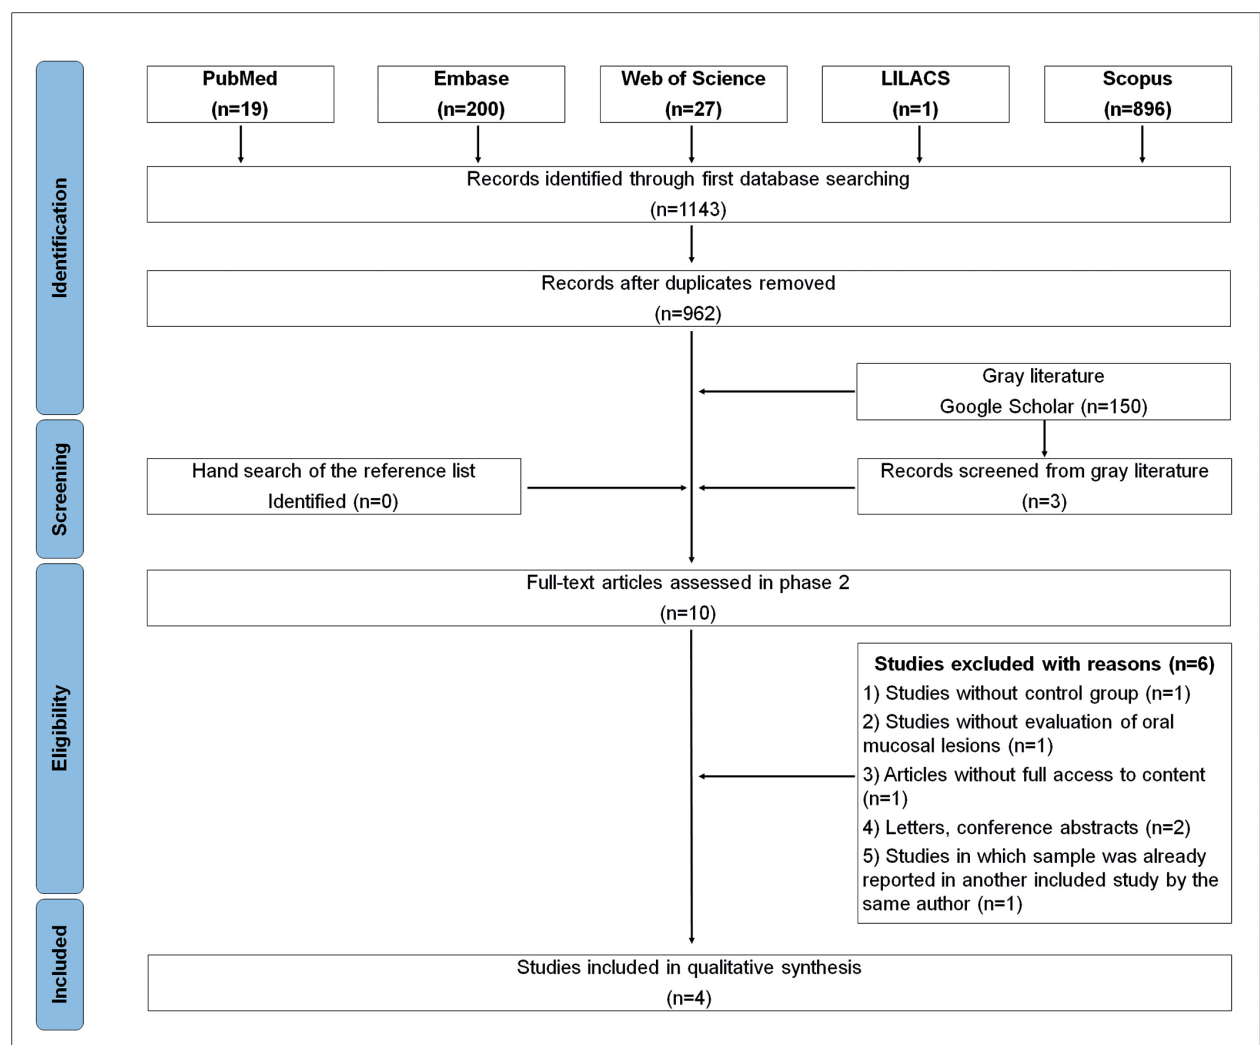 PubMed
(n=19)
Embase
(n=200)
Web of Science
(n=27)
LILACS
(n=1)
Scopus
(n=896)
Identification
Records identified through first database searching
(n=1143)
Records after duplicates removed
(n=962)
Gray literature
Google Scholar (n=150)
Screening
Hand search of the reference list
Identified (n=0)
Records screened from gray literature
(n=3)
Eligibility
Full-text articles assessed in phase 2
(n=10)
Studies excluded with reasons (n=6)
1) Studies without control group (n=1)
2) Studies without evaluation of oral
mucosal lesions (n=1)
3) Articles without full access to content
(n=1)
4) Letters, conference abstracts (n=2)
5) Studies in which sample was already
reported in another included study by the
same author (n=1)
Included
Studies included in qualitative synthesis
(n=4)